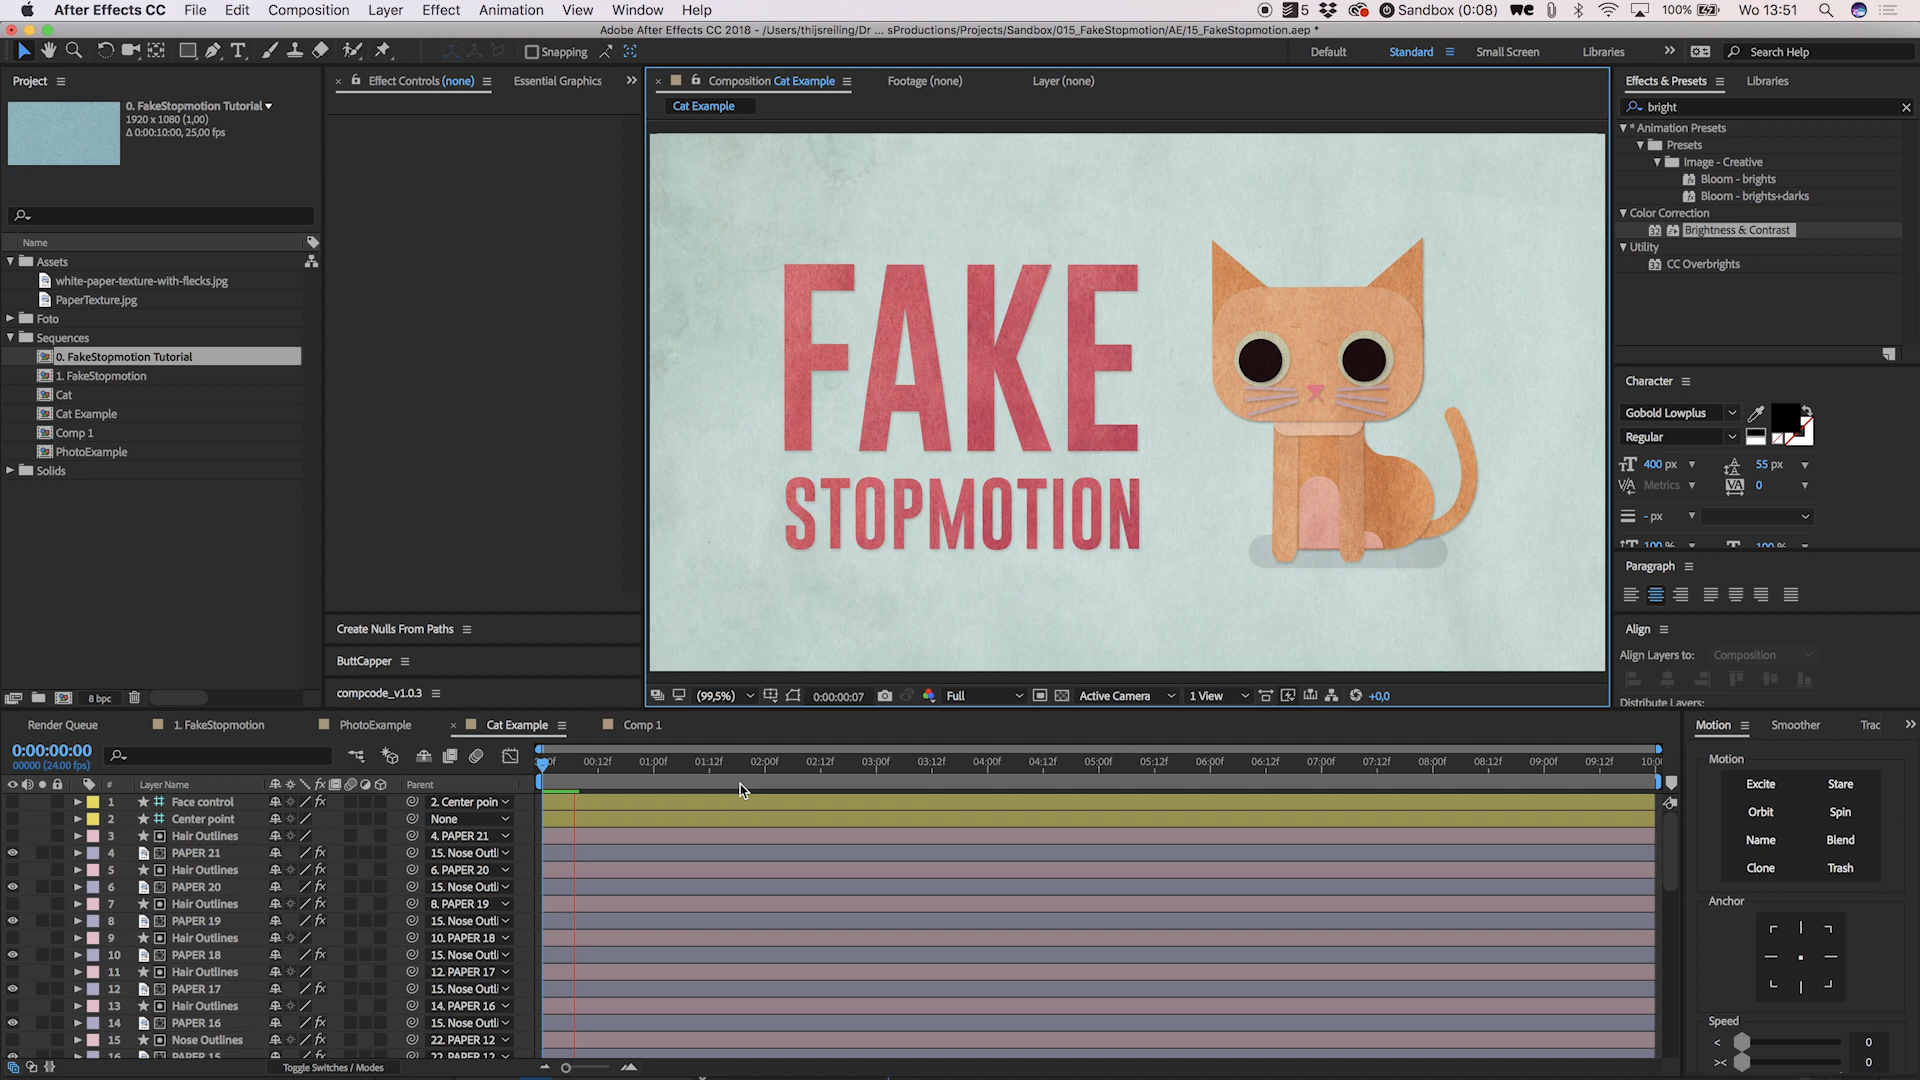 After Effects CC File Edit Composition Layer Effect Animation View Window Help 5 Sandbox (0:08) 100% Wo 13:51
Adobe After Effects CC 2018 - /Users/thijsreiling/Dr ... sProductions/Projects/Sandbox/015_FakeStopmotion/AE/15_FakeStopmotion.aep *
Snapping Default Standard Small Screen Libraries Search Help
Project Effect Controls (none) Essential Graphics Composition Cat Example Footage (none) Layer (none) Effects & Presets Libraries
0. FakeStopmotion Tutorial
1920 x 1080 (1,00)
Δ 0:00:10:00, 25,00 fps
Cat Example
bright
* Animation Presets
Presets
Image - Creative
Bloom - brights
Bloom - brights+darks
Color Correction
Brightness & Contrast
Utility
CC Overbrights
Name
Assets
white-paper-texture-with-flecks.jpg
PaperTexture.jpg
Foto
Sequences
0. FakeStopmotion Tutorial
1. FakeStopmotion
Cat
Cat Example
Comp 1
PhotoExample
Solids
FAKE
STOPMOTION
Character
Gobold Lowplus
Regular
400 px 55 px
Metrics 0
- px
100 % 100 %
Paragraph
Align
Align Layers to: Composition
Distribute Layers:
Create Nulls From Paths
ButtCapper
compcode_v1.0.3
8 bpc
(99,5%) 0:00:00:07 Full Active Camera 1 View +0,0
Render Queue 1. FakeStopmotion PhotoExample Cat Example Comp 1
0:00:00:00
00000 (24.00 fps)
00:12f 01:00f 01:12f 02:00f 02:12f 03:00f 03:12f 04:00f 04:12f 05:00f 05:12f 06:00f 06:12f 07:00f 07:12f 08:00f 08:12f 09:00f 09:12f 10:0
# Layer Name Parent
1 Face control 2. Center poin
2 Center point None
3 Hair Outlines 4. PAPER 21
4 PAPER 21 15. Nose Outli
5 Hair Outlines 6. PAPER 20
6 PAPER 20 15. Nose Outli
7 Hair Outlines 8. PAPER 19
8 PAPER 19 15. Nose Outli
9 Hair Outlines 10. PAPER 18
10 PAPER 18 15. Nose Outli
11 Hair Outlines 12. PAPER 17
12 PAPER 17 15. Nose Outli
13 Hair Outlines 14. PAPER 16
14 PAPER 16 15. Nose Outli
15 Nose Outlines 22. PAPER 12
16 PAPER 15 22. PAPER 12
Toggle Switches / Modes
Motion Smoother Trac
Motion
Excite Stare
Orbit Spin
Name Blend
Clone Trash
Anchor
Speed
< 0
>< 0